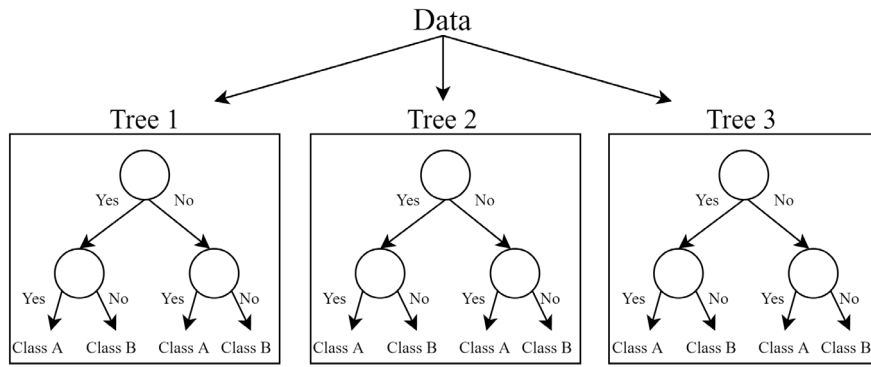 Data
Tree 1 Tree 2 Tree 3
Yes No Yes No Yes No
Yes No Yes No Yes No Yes No Yes No Yes No
Class A Class B Class A Class B Class A Class B Class A Class B Class A Class B Class A Class B